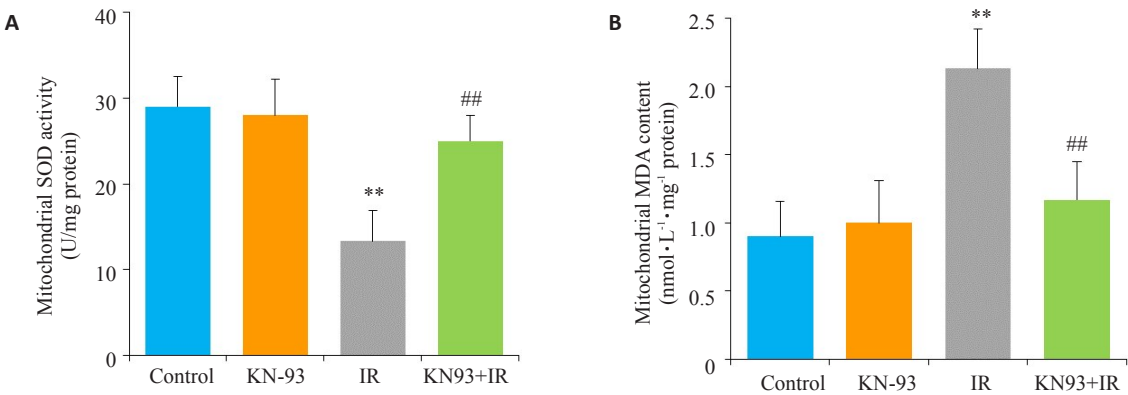 A
Mitochondrial SOD activity
(U/mg protein)
40
30
20
10
0
**
##
Control
KN-93
IR
KN93+IR
B
Mitochondrial MDA content
(nmol·L⁻¹·mg⁻¹ protein)
2.5
2.0
1.5
1.0
0.5
0
**
##
Control
KN-93
IR
KN93+IR